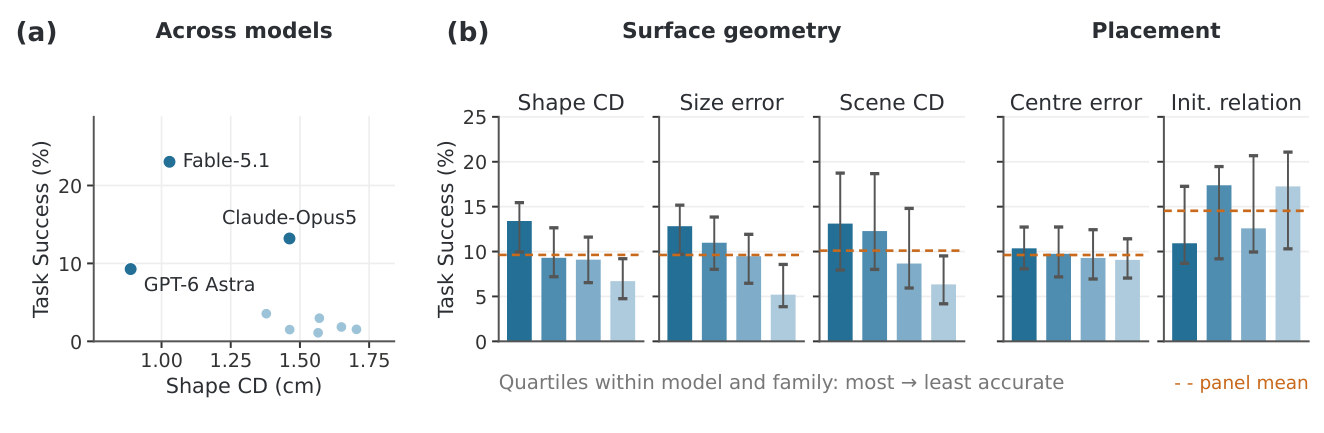 (a)
Across models
Task Success (%)
20
10
0
Fable-5.1
Claude-Opus5
GPT-6 Astra
1.00 1.25 1.50 1.75
Shape CD (cm)
(b)
Surface geometry
Placement
Shape CD
Size error
Scene CD
Centre error
Init. relation
Task Success (%)
25
20
15
10
5
0
Quartiles within model and family: most → least accurate
- - panel mean